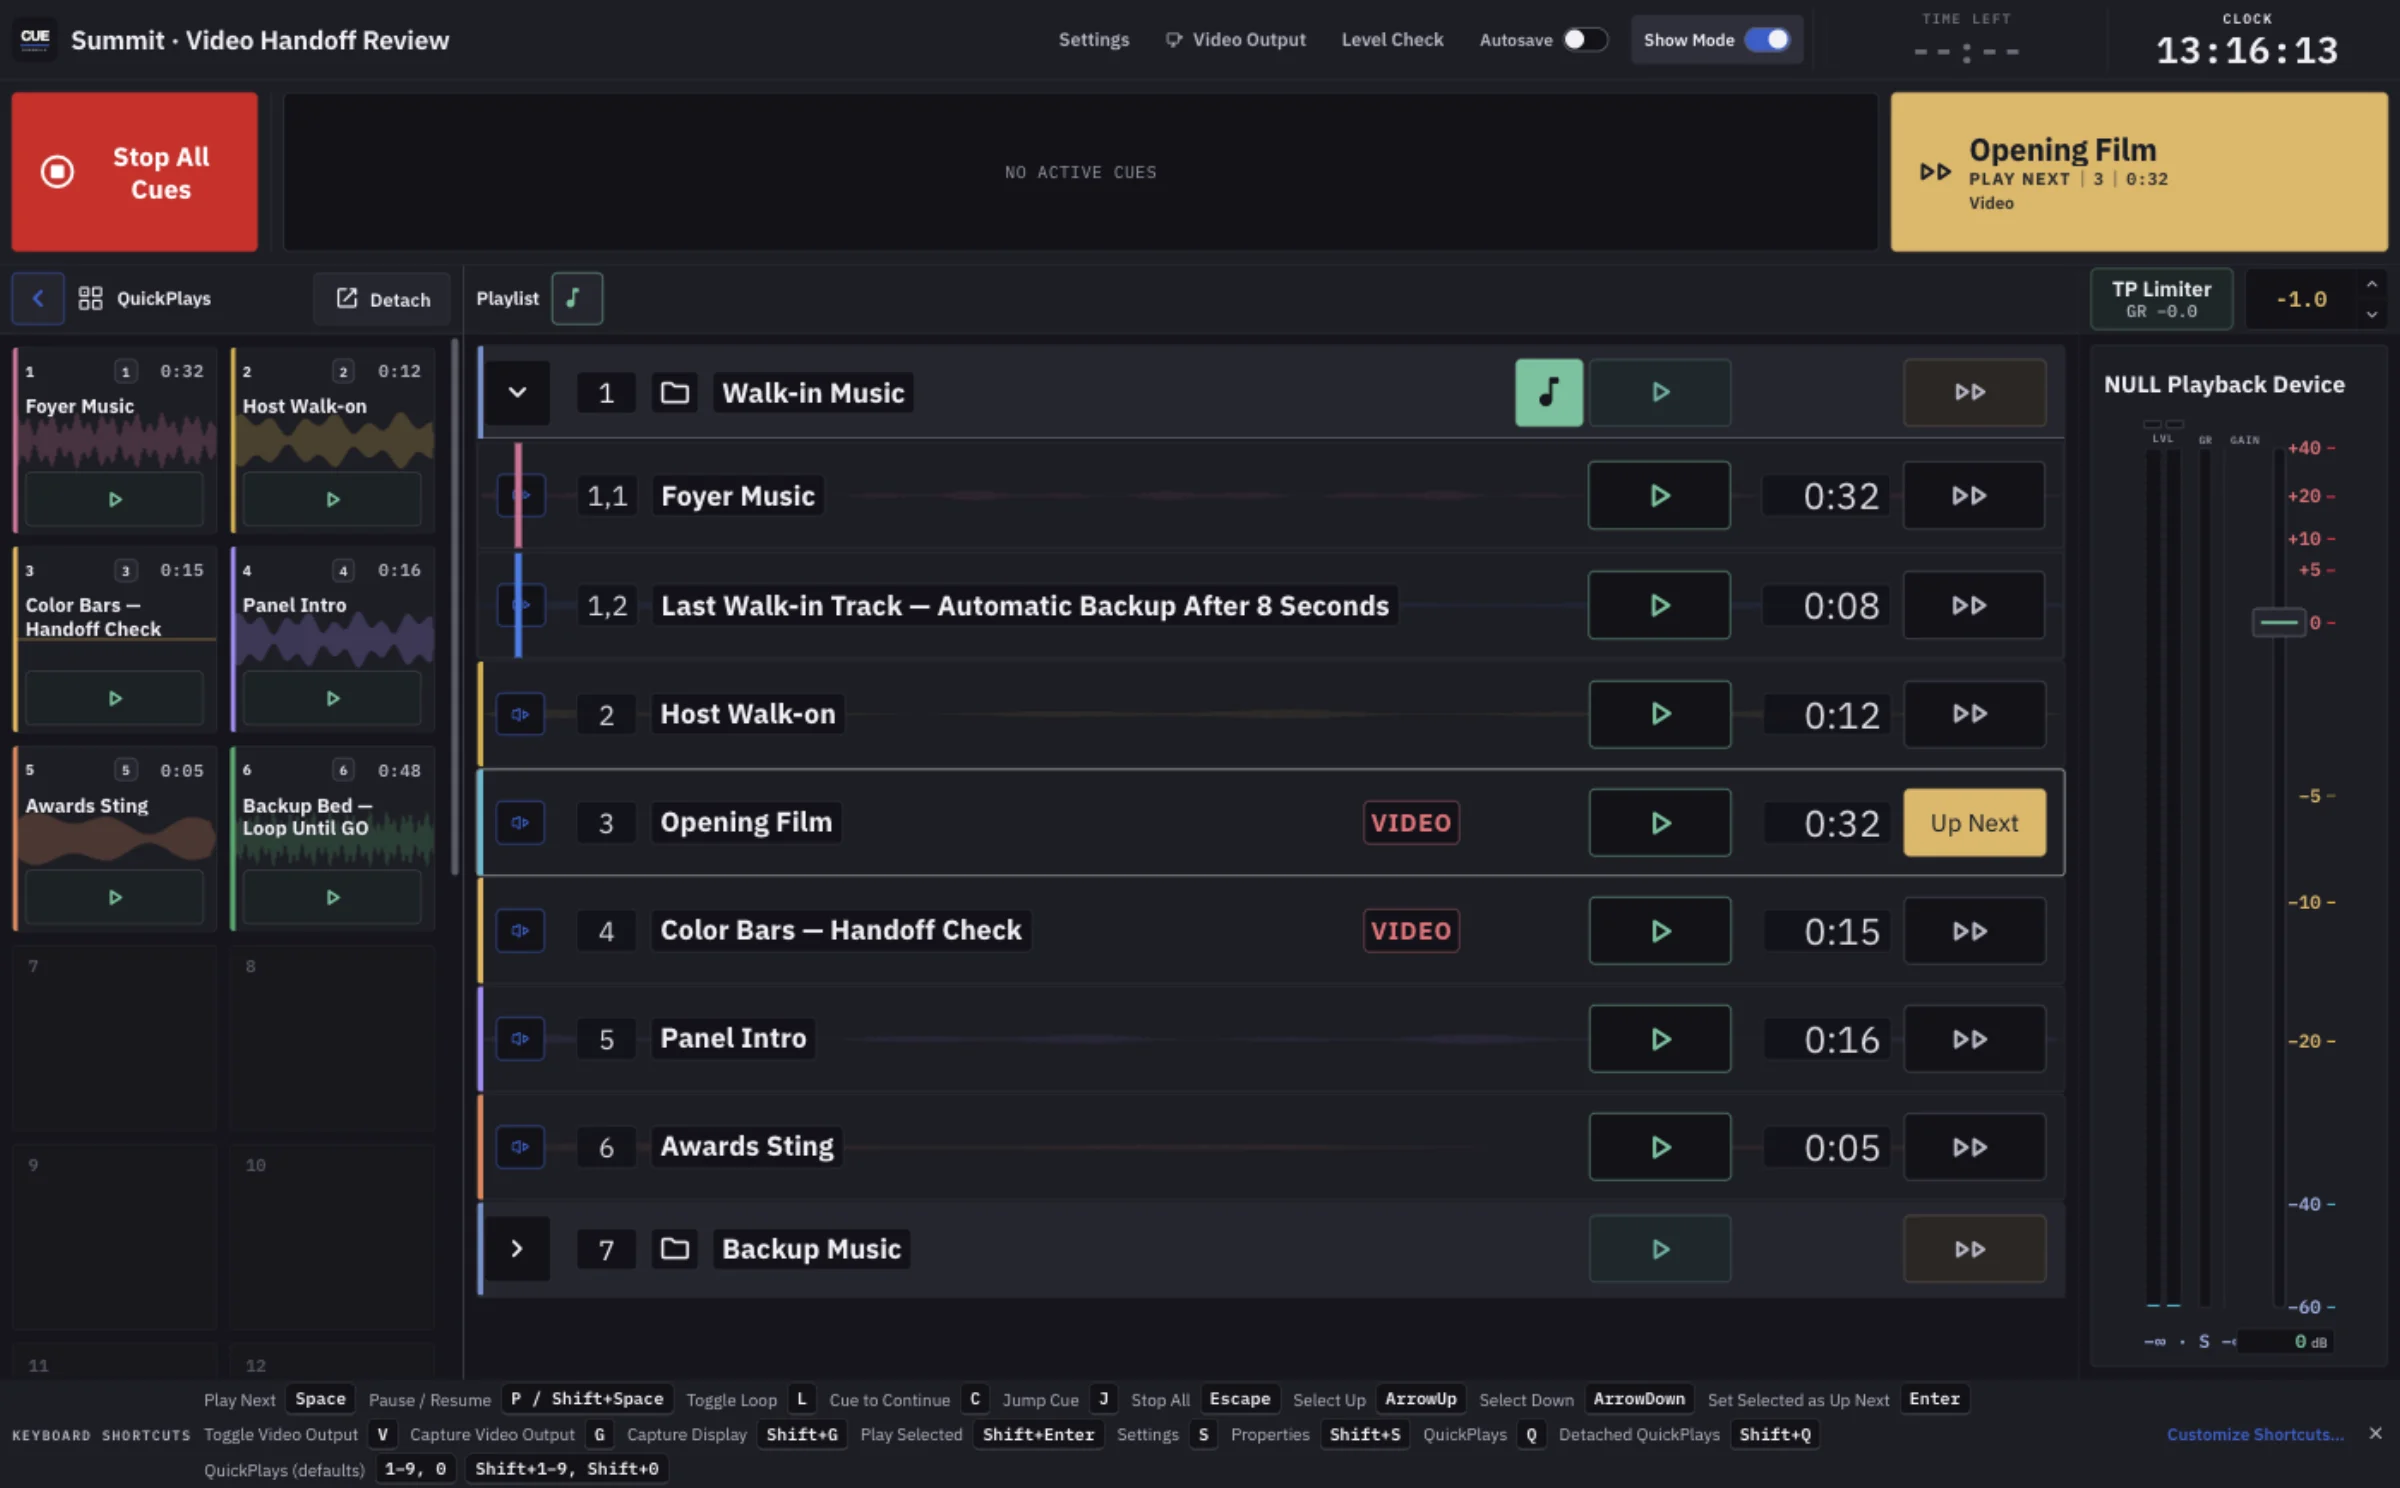 CUE
Summit · Video Handoff Review
Settings
Video Output
Level Check
Autosave
Show Mode
TIME LEFT
--:--
CLOCK
13:16:13
Stop All
Cues
NO ACTIVE CUES
Opening Film
PLAY NEXT | 3 | 0:32
Video
QuickPlays
Detach
Playlist
TP Limiter
GR -0.0
-1.0
1 1 0:32
Foyer Music
2 2 0:12
Host Walk-on
3 3 0:15
Color Bars —
Handoff Check
4 4 0:16
Panel Intro
5 5 0:05
Awards Sting
6 6 0:48
Backup Bed —
Loop Until GO
7
8
9
10
11
12
1 Walk-in Music
1,1 Foyer Music 0:32
1,2 Last Walk-in Track — Automatic Backup After 8 Seconds 0:08
2 Host Walk-on 0:12
3 Opening Film VIDEO 0:32 Up Next
4 Color Bars — Handoff Check VIDEO 0:15
5 Panel Intro 0:16
6 Awards Sting 0:05
7 Backup Music
NULL Playback Device
LVL GR GAIN
+40
+20
+10
+5
0
-5
-10
-20
-40
-60
-∞ · S 0 dB
Play Next Space Pause / Resume P / Shift+Space Toggle Loop L Cue to Continue C Jump Cue J Stop All Escape Select Up ArrowUp Select Down ArrowDown Set Selected as Up Next Enter
KEYBOARD SHORTCUTS Toggle Video Output V Capture Video Output G Capture Display Shift+G Play Selected Shift+Enter Settings S Properties Shift+S QuickPlays Q Detached QuickPlays Shift+Q Customize Shortcuts...
QuickPlays (defaults) 1-9, 0 Shift+1-9, Shift+0